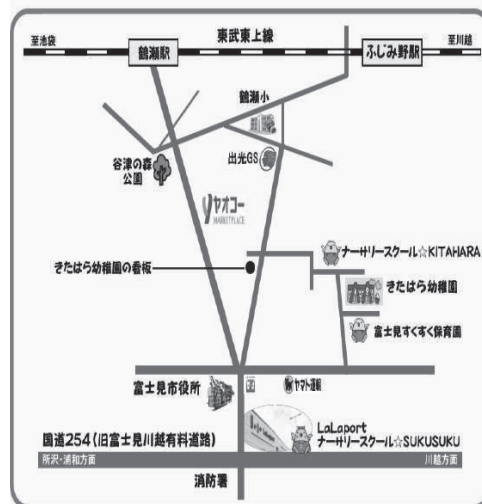 東武東上線
至池袋
鶴瀬駅
ふじみ野駅
至川越
鶴瀬小
出光GS
谷津の森
公園
ヤオコー
MARKETPLACE
ナーサリースクール☆KITAHARA
きたはら幼稚園の看板
きたはら幼稚園
富士見すくすく保育園
富士見市役所
ヤマト運輸
LaLaport
ナーサリースクール☆SUKUSUKU
国道254(旧富士見川越有料道路)
所沢・浦和方面
川越方面
消防署